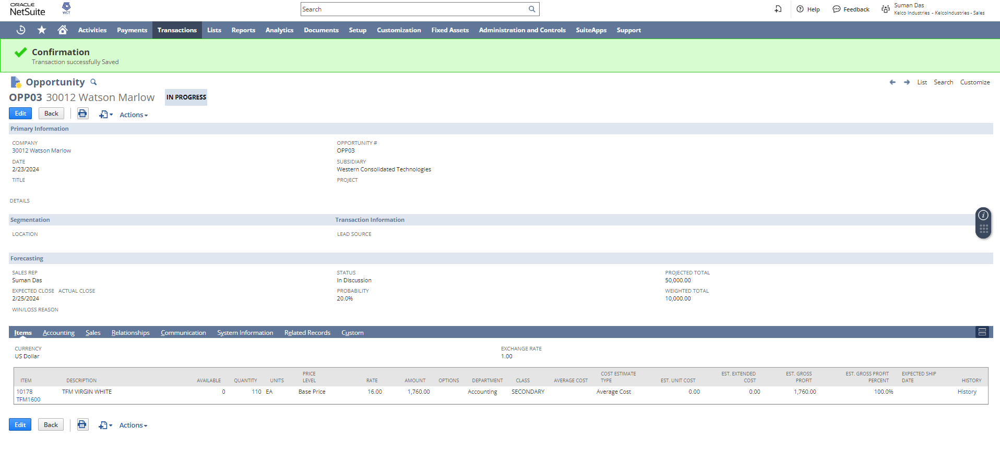 ORACLE
NetSuite
WCT
Search
Help
Feedback
Suman Das
Kelco Industries - KelcoIndustries - Sales
Activities Payments Transactions Lists Reports Analytics Documents Setup Customization Fixed Assets Administration and Controls SuiteApps Support
Confirmation
Transaction successfully Saved
Opportunity
List Search Customize
OPP03 30012 Watson Marlow IN PROGRESS
Edit Back Actions
Primary Information
COMPANY
30012 Watson Marlow
DATE
2/23/2024
TITLE
DETAILS
OPPORTUNITY #
OPP03
SUBSIDIARY
Western Consolidated Technologies
PROJECT
Segmentation
LOCATION
Transaction Information
LEAD SOURCE
Forecasting
SALES REP
Suman Das
EXPECTED CLOSE ACTUAL CLOSE
2/25/2024
WIN/LOSS REASON
STATUS
In Discussion
PROBABILITY
20.0%
PROJECTED TOTAL
50,000.00
WEIGHTED TOTAL
10,000.00
Items Accounting Sales Relationships Communication System Information Related Records Custom
CURRENCY
US Dollar
EXCHANGE RATE
1.00
ITEM DESCRIPTION AVAILABLE QUANTITY UNITS PRICE LEVEL RATE AMOUNT OPTIONS DEPARTMENT CLASS AVERAGE COST COST ESTIMATE TYPE EST. UNIT COST EST. EXTENDED COST EST. GROSS PROFIT EST. GROSS PROFIT PERCENT EXPECTED SHIP DATE HISTORY
10178 TFM VIRGIN WHITE 0 110 EA Base Price 16.00 1,760.00 Accounting SECONDARY Average Cost 0.00 0.00 1,760.00 100.0% History
TFM1600
Edit Back Actions